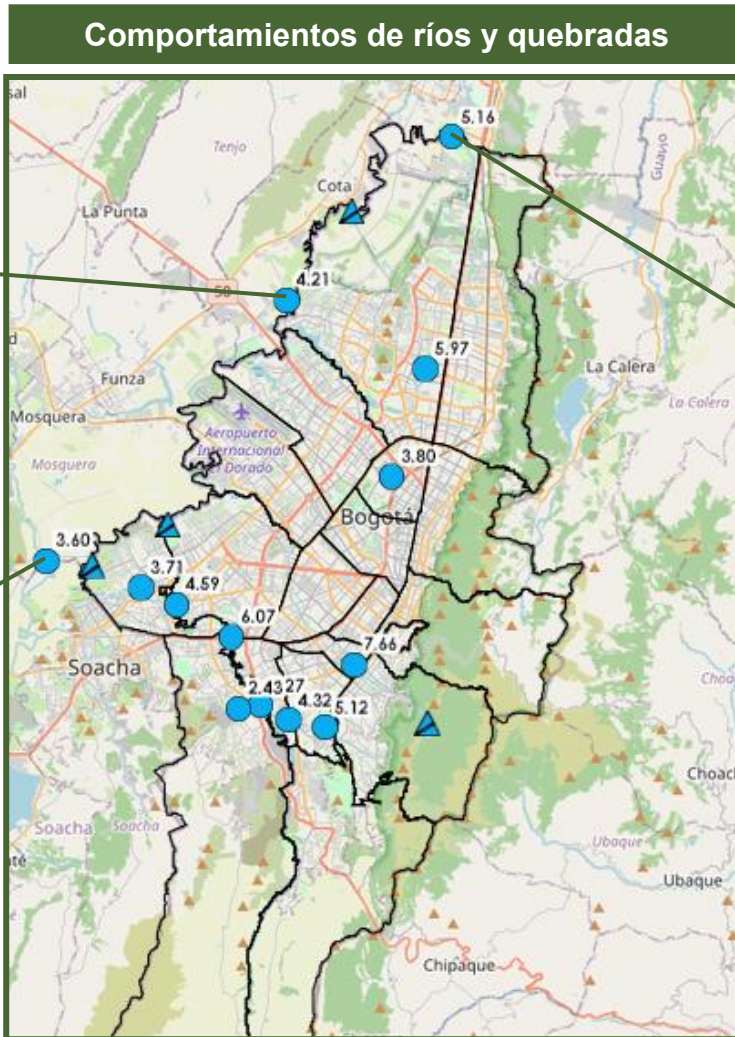 Comportamientos de ríos y quebradas
sal
5.16
Tenjo
Guavio
Cota
La Punta
4.21
50
5.97
La Calera
Funza
La Calera
Mosquera
Aeropuerto
Internacional
El Dorado
3.80
Mosquera
Bogotá
3.60
3.71
4.59
6.07
7.66
Soacha
2.43
27
4.32
5.12
Choach
Soacha
Soacha
Ubaque
Ubaque
Chipaque